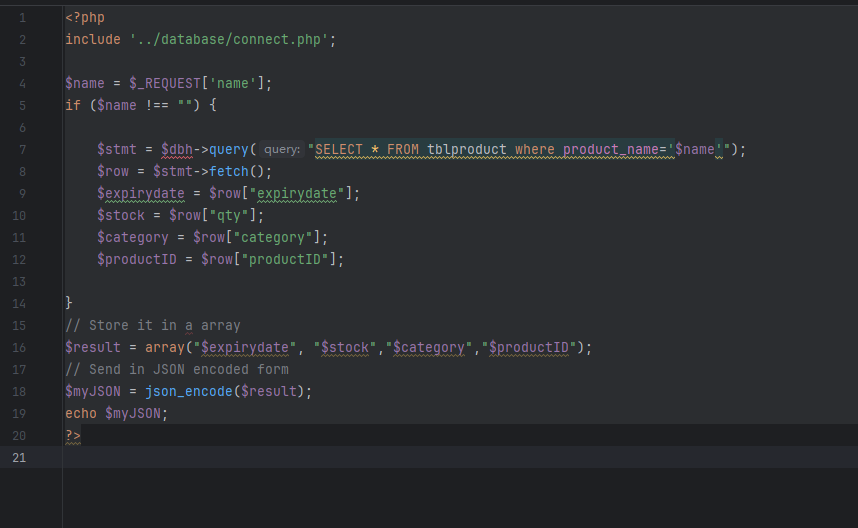 1 <?php
2 include '../database/connect.php';
3
4 $name = $_REQUEST['name'];
5 if ($name !== "") {
6
7 $stmt = $dbh->query( query: "SELECT * FROM tblproduct where product_name='$name'");
8 $row = $stmt->fetch();
9 $expirydate = $row["expirydate"];
10 $stock = $row["qty"];
11 $category = $row["category"];
12 $productID = $row["productID"];
13
14 }
15 // Store it in a array
16 $result = array("$expirydate", "$stock","$category","$productID");
17 // Send in JSON encoded form
18 $myJSON = json_encode($result);
19 echo $myJSON;
20 ?>
21